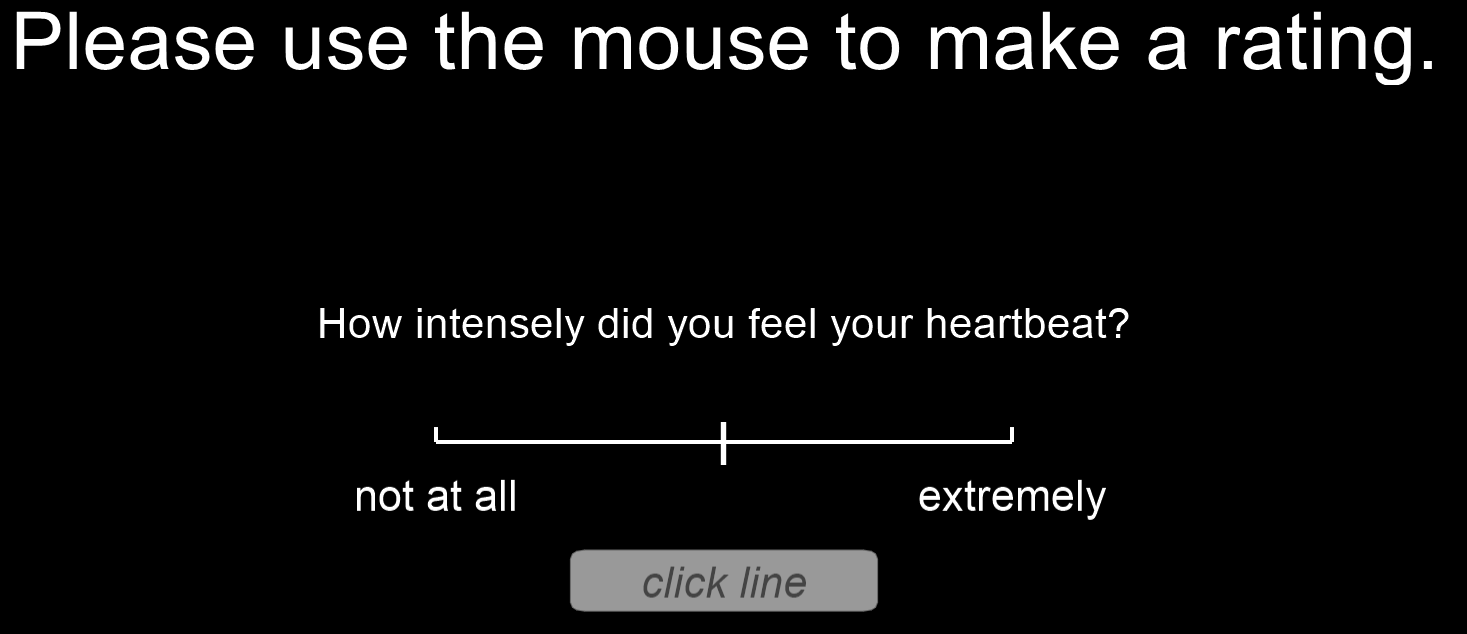 Please use the mouse to make a rating.
How intensely did you feel your heartbeat?
not at all extremely
click line